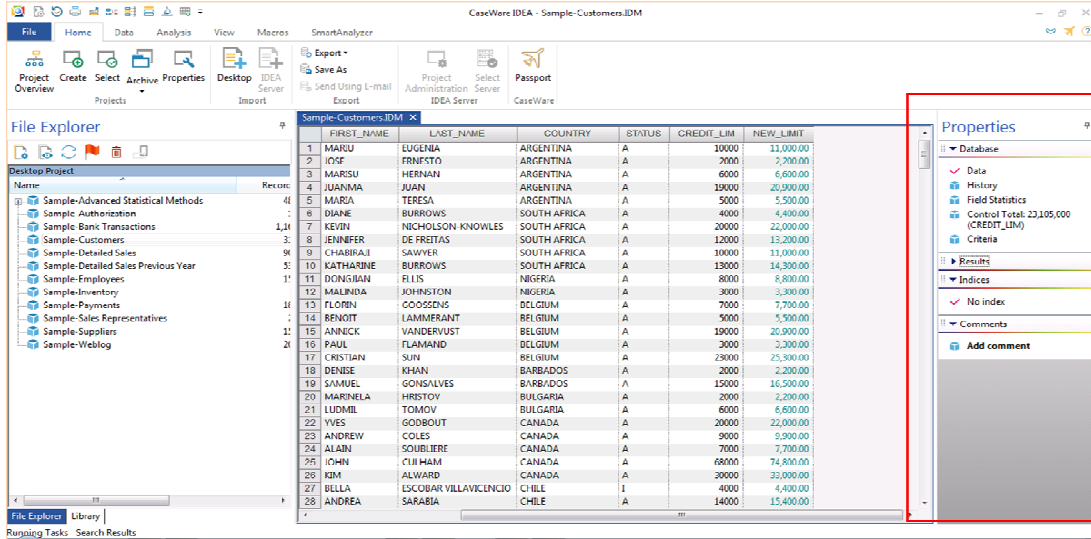 CaseWare IDEA - Sample-Customers.IDM
File Home Data Analysis View Macros SmartAnalyzer
Project Overview
Create
Select
Archive
Properties
Projects
Desktop
IDEA Server
Import
Export
Save As
Send Using E-mail
Export
Project Administration
Select Server
IDEA Server
Passport
CaseWare
File Explorer
Desktop Project
Name Record
Sample-Advanced Statistical Methods 48
Sample-Authorization
Sample-Bank Transactions 1,16
Sample-Customers
Sample-Detailed Sales
Sample-Detailed Sales Previous Year
Sample-Employees
Sample-Inventory
Sample-Payments
Sample-Sales Representatives
Sample-Suppliers
Sample-Weblog
File Explorer Library
Running Tasks Search Results
Sample-Customers.IDM
FIRST_NAME LAST_NAME COUNTRY STATUS CREDIT_LIM NEW_LIMIT
1 MARIU EUGENIA ARGENTINA A 10000 11,000.00
2 JOSE ERNESTO ARGENTINA A 2000 2,200.00
3 MARISU HERNAN ARGENTINA A 6000 6,600.00
4 JUANMA JUAN ARGENTINA A 19000 20,900.00
5 MARIA TERESA ARGENTINA A 5000 5,500.00
6 DIANE BURROWS SOUTH AFRICA A 4000 4,400.00
7 KEVIN NICHOLSON-KNOWLES SOUTH AFRICA A 20000 22,000.00
8 JENNIFER DE FREITAS SOUTH AFRICA A 12000 13,200.00
9 CHABIRAJI SAWYER SOUTH AFRICA A 10000 11,000.00
10 KATHARINE BURROWS SOUTH AFRICA A 13000 14,300.00
11 DONGJIAN ELLIS NIGERIA A 8000 8,800.00
12 MALINDA JOHNSTON NIGERIA A 3000 3,300.00
13 FLORIN GOOSSENS BELGIUM A 7000 7,700.00
14 BENOIT LAMMERANT BELGIUM A 5000 5,500.00
15 ANNICK VANDERVUST BELGIUM A 19000 20,900.00
16 PAUL FLAMAND BELGIUM A 3000 3,300.00
17 CRISTIAN SUN BELGIUM A 23000 25,300.00
18 DENISE KHAN BARBADOS A 2000 2,200.00
19 SAMUEL GONSALVES BARBADOS A 15000 16,500.00
20 MARINELA HRISTOV BULGARIA A 2000 2,200.00
21 LUDMIL TOMOV BULGARIA A 6000 6,600.00
22 YVES GODBOUT CANADA A 20000 22,000.00
23 ANDREW COLES CANADA A 9000 9,900.00
24 ALAIN SOUBLIERE CANADA A 7000 7,700.00
25 JOHN CULHAM CANADA A 68000 74,800.00
26 KIM ALWARD CANADA A 30000 33,000.00
27 BELLA ESCOBAR VILLAVICENCIO CHILE I 4000 4,400.00
28 ANDREA SARABIA CHILE A 14000 15,400.00
Properties
Database
Data
History
Field Statistics
Control Total: 23,105,000
(CREDIT_LIM)
Criteria
Results
Indices
No index
Comments
Add comment